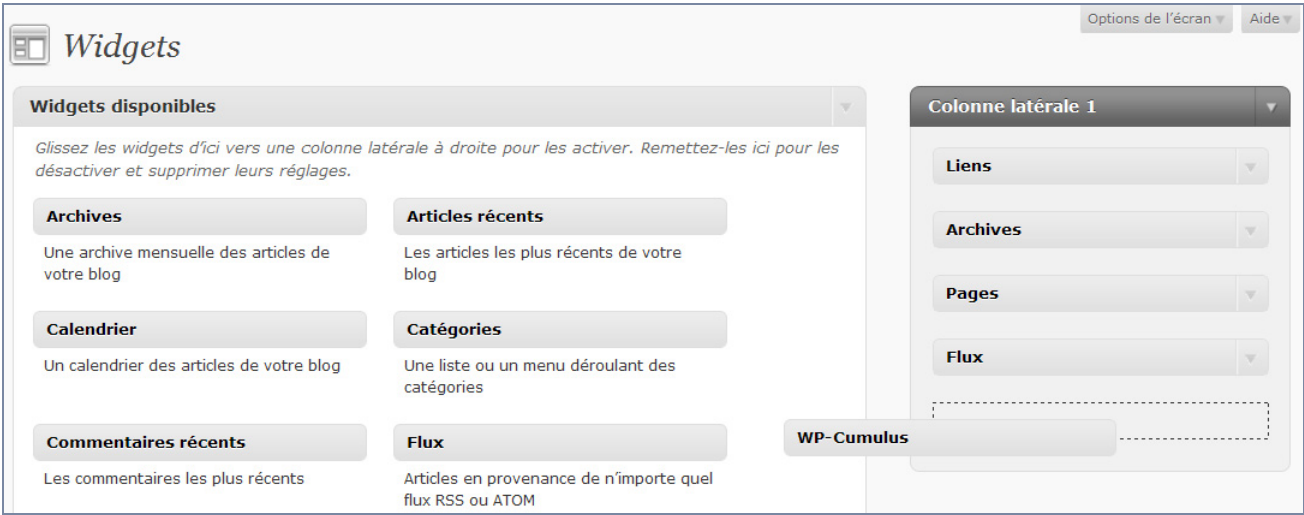 Options de l'écran
Aide
Widgets
Widgets disponibles
Glissez les widgets d'ici vers une colonne latérale à droite pour les activer. Remettez-les ici pour les
désactiver et supprimer leurs réglages.
Archives
Articles récents
Une archive mensuelle des articles de
votre blog
Les articles les plus récents de votre
blog
Calendrier
Catégories
Un calendrier des articles de votre blog
Une liste ou un menu déroulant des
catégories
Commentaires récents
Flux
Les commentaires les plus récents
Articles en provenance de n'importe quel
flux RSS ou ATOM
Colonne latérale 1
Liens
Archives
Pages
Flux
WP-Cumulus